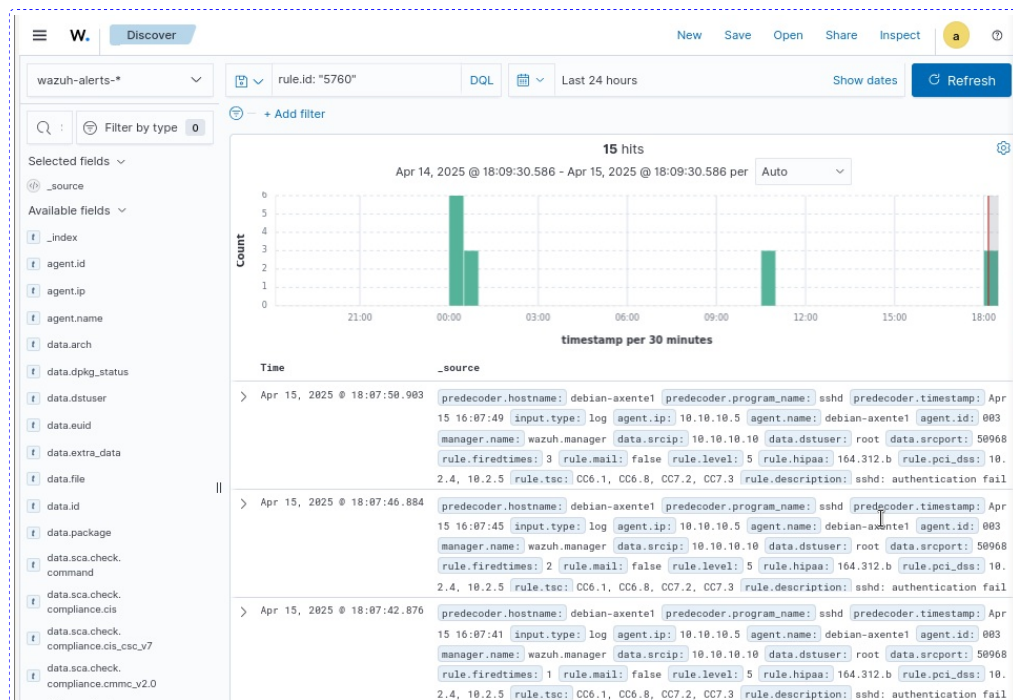 W. Discover New Save Open Share Inspect a
wazuh-alerts-* rule.id: "5760" DQL Last 24 hours Show dates Refresh
+ Add filter
Filter by type 0
Selected fields
_source
Available fields
_index
agent.id
agent.ip
agent.name
data.arch
data.dpkg_status
data.dstuser
data.euid
data.extra_data
data.file
data.id
data.package
data.sca.check.
command
data.sca.check.
compliance.cis
data.sca.check.
compliance.cis_csc_v7
data.sca.check.
compliance.cmmc_v2.0
15 hits
Apr 14, 2025 @ 18:09:30.586 - Apr 15, 2025 @ 18:09:30.586 per Auto
Count
6
5
4
3
2
1
0
21:00 00:00 03:00 06:00 09:00 12:00 15:00 18:00
timestamp per 30 minutes
Time _source
Apr 15, 2025 @ 18:07:50.903
predecoder.hostname: debian-axente1 predecoder.program_name: sshd predecoder.timestamp: Apr
15 16:07:49 input.type: log agent.ip: 10.10.10.5 agent.name: debian-axente1 agent.id: 003
manager.name: wazuh.manager data.srcip: 10.10.10.10 data.dstuser: root data.srcport: 50968
rule.firedtimes: 3 rule.mail: false rule.level: 5 rule.hipaa: 164.312.b rule.pci_dss: 10.
2.4, 10.2.5 rule.tsc: CC6.1, CC6.8, CC7.2, CC7.3 rule.description: sshd: authentication fail
Apr 15, 2025 @ 18:07:46.884
predecoder.hostname: debian-axente1 predecoder.program_name: sshd predecoder.timestamp: Apr
15 16:07:45 input.type: log agent.ip: 10.10.10.5 agent.name: debian-axente1 agent.id: 003
manager.name: wazuh.manager data.srcip: 10.10.10.10 data.dstuser: root data.srcport: 50968
rule.firedtimes: 2 rule.mail: false rule.level: 5 rule.hipaa: 164.312.b rule.pci_dss: 10.
2.4, 10.2.5 rule.tsc: CC6.1, CC6.8, CC7.2, CC7.3 rule.description: sshd: authentication fail
Apr 15, 2025 @ 18:07:42.876
predecoder.hostname: debian-axente1 predecoder.program_name: sshd predecoder.timestamp: Apr
15 16:07:41 input.type: log agent.ip: 10.10.10.5 agent.name: debian-axente1 agent.id: 003
manager.name: wazuh.manager data.srcip: 10.10.10.10 data.dstuser: root data.srcport: 50968
rule.firedtimes: 1 rule.mail: false rule.level: 5 rule.hipaa: 164.312.b rule.pci_dss: 10.
2.4, 10.2.5 rule.tsc: CC6.1, CC6.8, CC7.2, CC7.3 rule.description: sshd: authentication fail